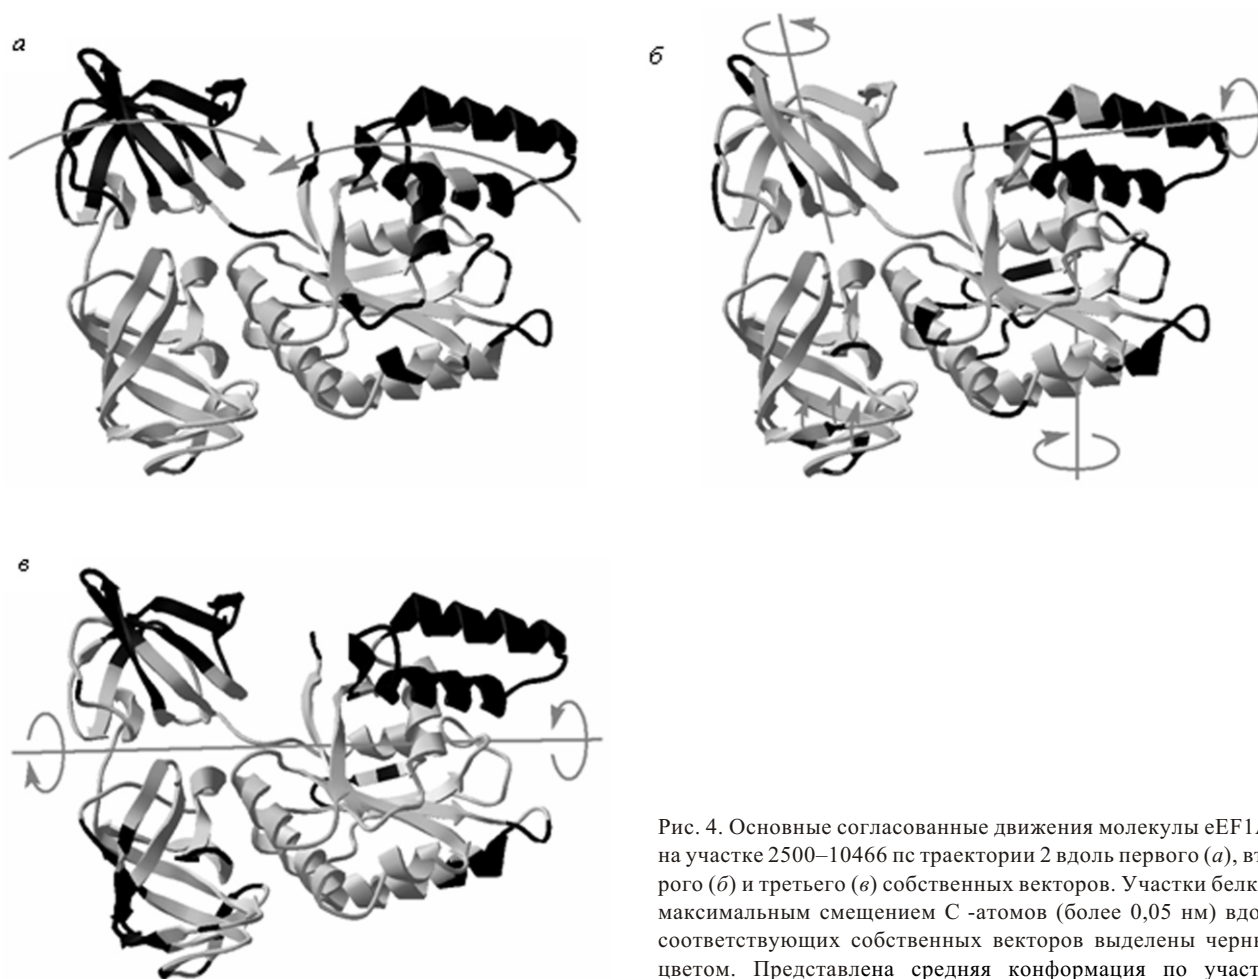 а
б
в
Рис. 4. Основные согласованные движения молекулы eEF1A
на участке 2500–10466 пс траектории 2 вдоль первого (а), вто
рого (б) и третьего (в) собственных векторов. Участки белк
максимальным смещением C -атомов (более 0,05 нм) вдо
соответствующих собственных векторов выделены черн
цветом. Представлена средняя конформация по участ